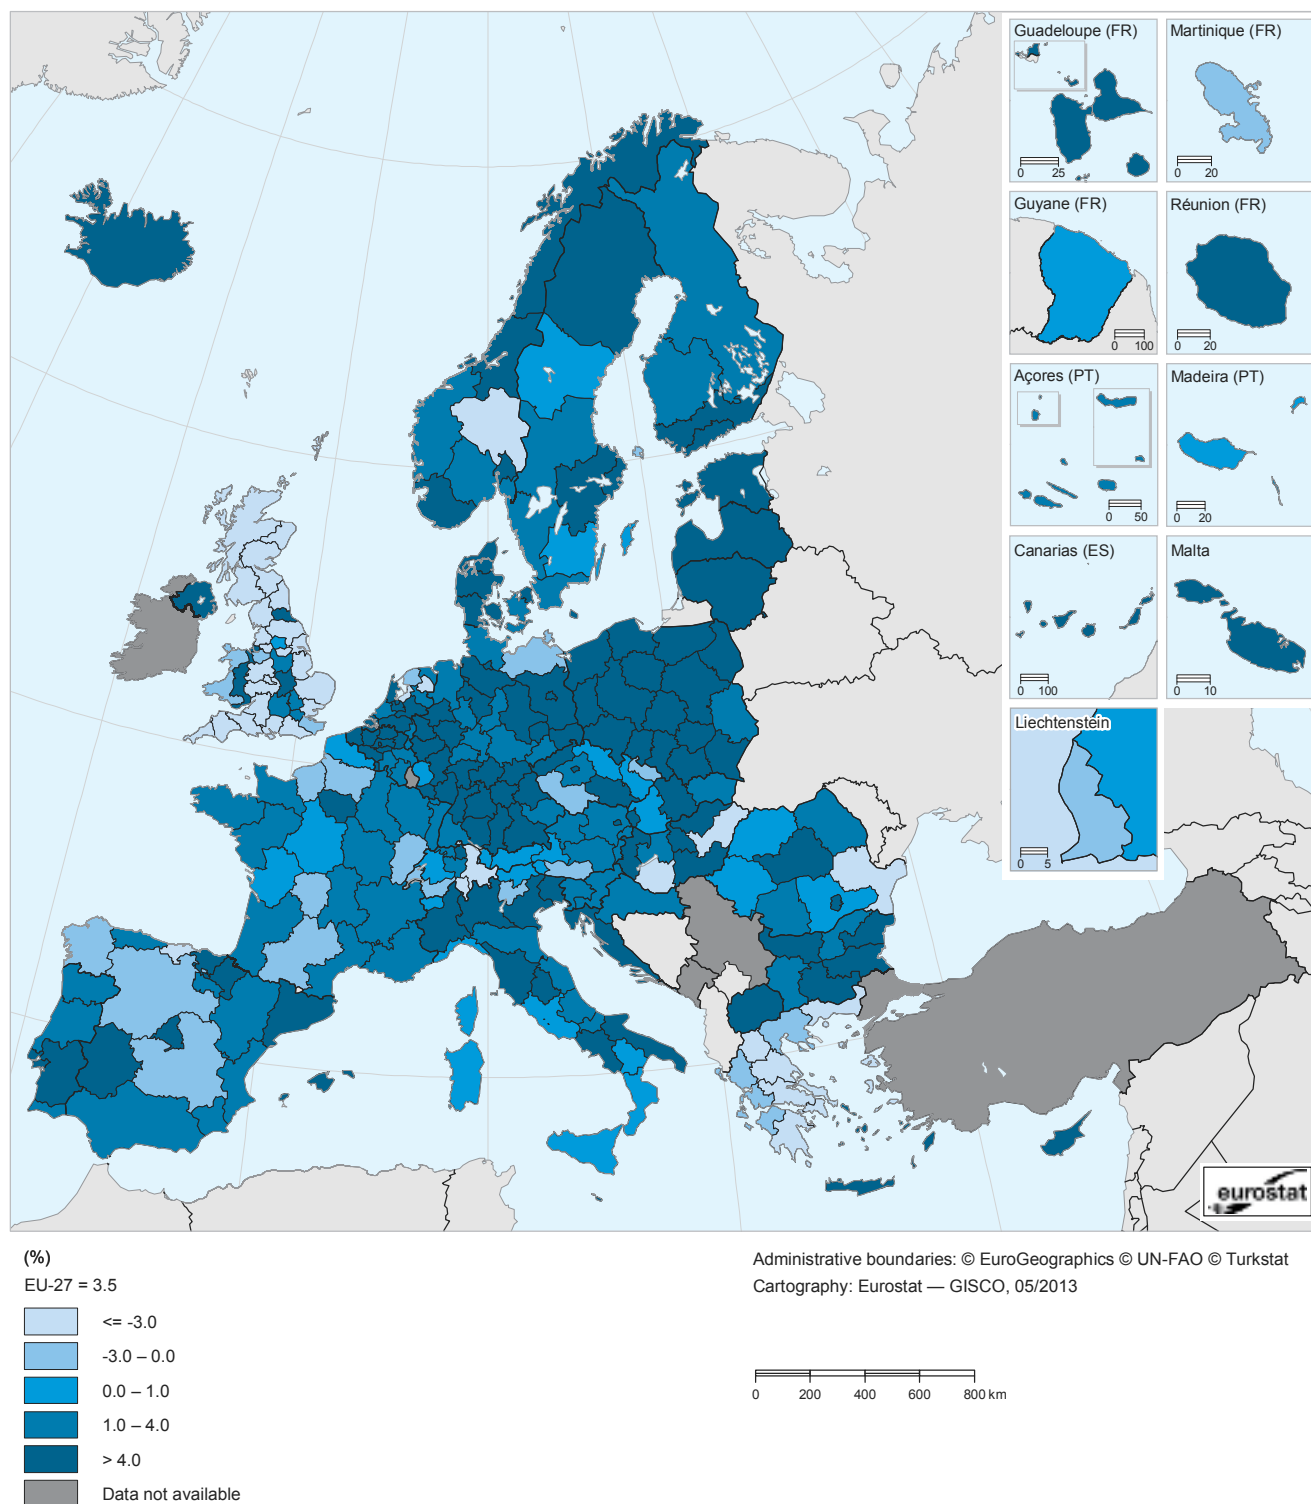 Guadeloupe (FR)
0 25
Martinique (FR)
0 20
Guyane (FR)
0 100
Réunion (FR)
0 20
Açores (PT)
0 50
Madeira (PT)
0 20
Canarias (ES)
0 100
Malta
0 10
Liechtenstein
0 5
eurostat
(%)
EU-27 = 3.5
<= -3.0
-3.0 – 0.0
0.0 – 1.0
1.0 – 4.0
> 4.0
Data not available
Administrative boundaries: © EuroGeographics © UN-FAO © Turkstat
Cartography: Eurostat — GISCO, 05/2013
0 200 400 600 800 km